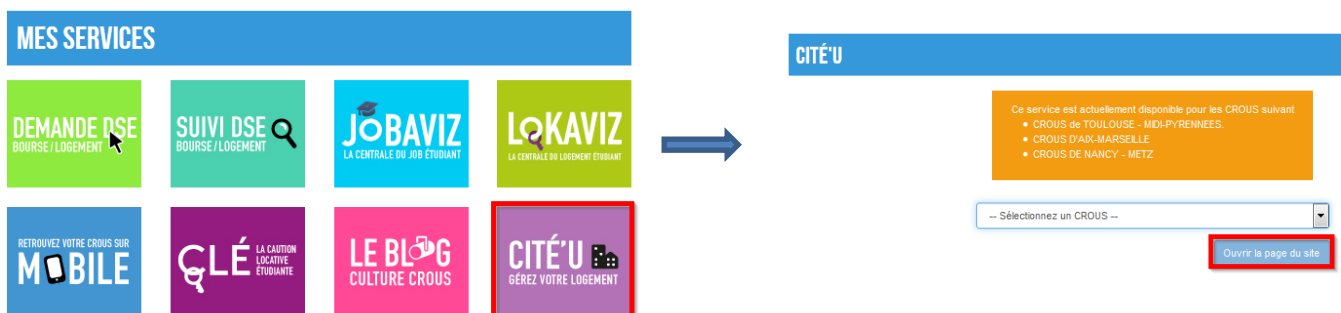 MES SERVICES
DEMANDE DSE
BOURSE / LOGEMENT
SUIVI DSE
BOURSE / LOGEMENT
JOBAVIZ
LA CENTRALE DU JOB ÉTUDIANT
LOKAVIZ
LA CENTRALE DU LOGEMENT ÉTUDIANT
RETROUVEZ VOTRE CROUS SUR
MOBILE
CLÉ
LA CAUTION
LOCATIVE
ÉTUDIANTE
LE BLOG
CULTURE CROUS
CITÉ'U
GÉREZ VOTRE LOGEMENT
CITÉ'U
Ce service est actuellement disponible pour les CROUS suivant
• CROUS de TOULOUSE - MIDI-PYRENNEES.
• CROUS D'AIX-MARSEILLE
• CROUS DE NANCY - METZ
-- Sélectionnez un CROUS --
Ouvrir la page du site